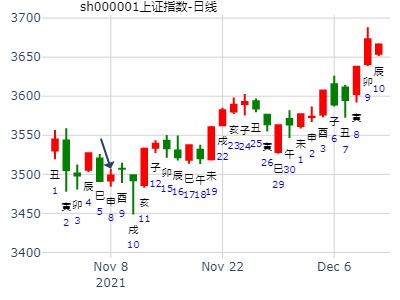 sh000001上证指数-日线
3700
3650
3600
3550
3500
3450
3400
丑
1
寅
2
卯
3
辰
4
巳
5
申
8
酉
9
戌
10
亥
11
子
12
卯
15
辰
16
巳
17
午
18
未
19
戌
22
亥
23
子
24
丑
25
寅
26
巳
29
午
30
未
1
申
2
酉
3
子
6
丑
7
寅
8
卯
9
辰
10
Nov 8
2021
Nov 22
Dec 6